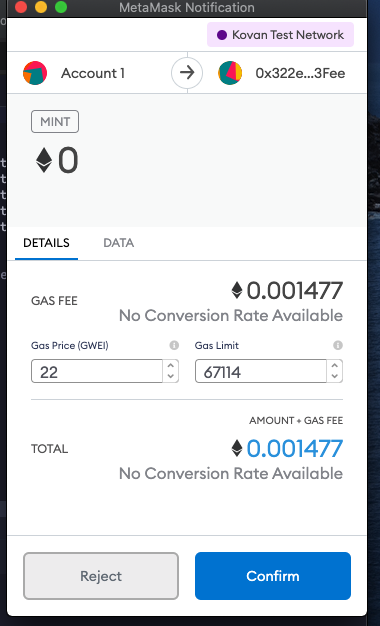 MetaMask Notification
Kovan Test Network
Account 1
0x322e...3Fee
MINT
0
DETAILS
DATA
GAS FEE
0.001477
No Conversion Rate Available
Gas Price (GWEI)
Gas Limit
22
67114
AMOUNT + GAS FEE
TOTAL
0.001477
No Conversion Rate Available
Reject
Confirm